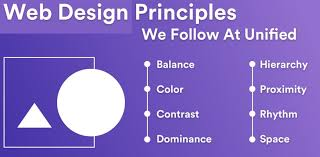 Web Design Principles
We Follow At Unified
Balance
Color
Contrast
Dominance
Hierarchy
Proximity
Rhythm
Space